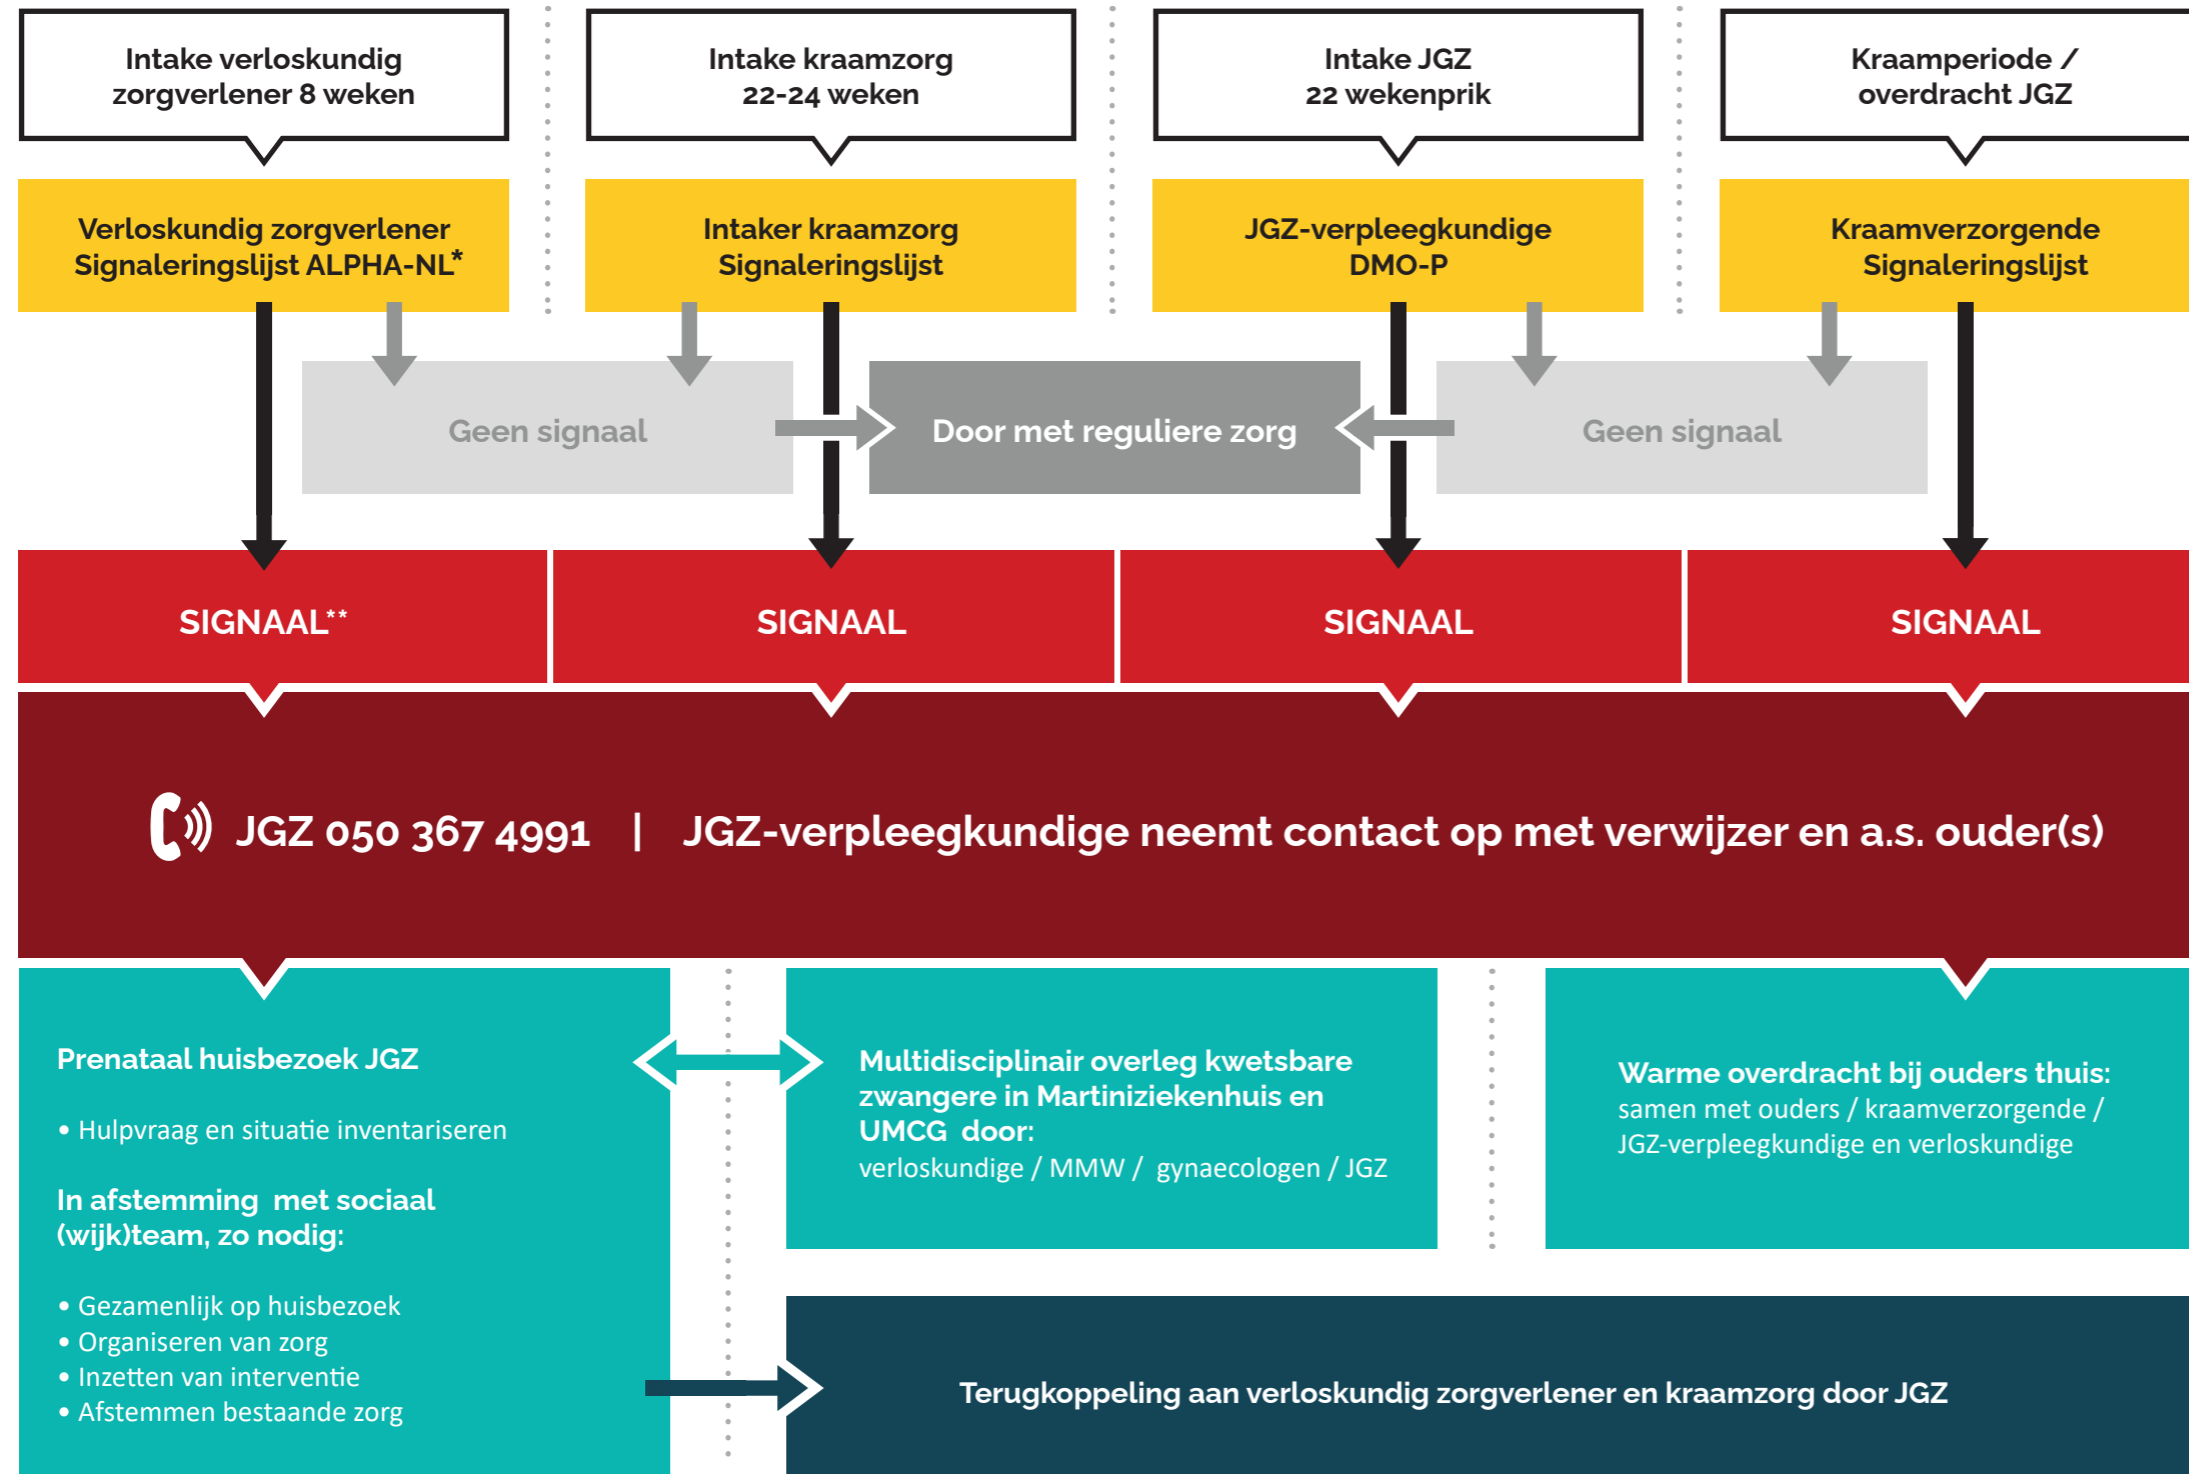 Intake verloskundig
zorgverlener 8 weken
Intake kraamzorg
22-24 weken
Intake JGZ
22 wekenprik
Kraamperiode /
overdracht JGZ
Verloskundig zorgverlener
Signaleringslijst ALPHA-NL*
Intaker kraamzorg
Signaleringslijst
JGZ-verpleegkundige
DMO-P
Kraamverzorgende
Signaleringslijst
Geen signaal
Door met reguliere zorg
Geen signaal
SIGNAAL**
SIGNAAL
SIGNAAL
SIGNAAL
JGZ 050 367 4991 | JGZ-verpleegkundige neemt contact op met verwijzer en a.s. ouder(s)
Prenataal huisbezoek JGZ
• Hulpvraag en situatie inventariseren
In afstemming met sociaal
(wijk)team, zo nodig:
• Gezamenlijk op huisbezoek
• Organiseren van zorg
• Inzetten van interventie
• Afstemmen bestaande zorg
Multidisciplinair overleg kwetsbare
zwangere in Martiniziekenhuis en
UMCG door:
verloskundige / MMW / gynaecologen / JGZ
Warme overdracht bij ouders thuis:
samen met ouders / kraamverzorgende /
JGZ-verpleegkundige en verloskundige
Terugkoppeling aan verloskundig zorgverlener en kraamzorg door JGZ